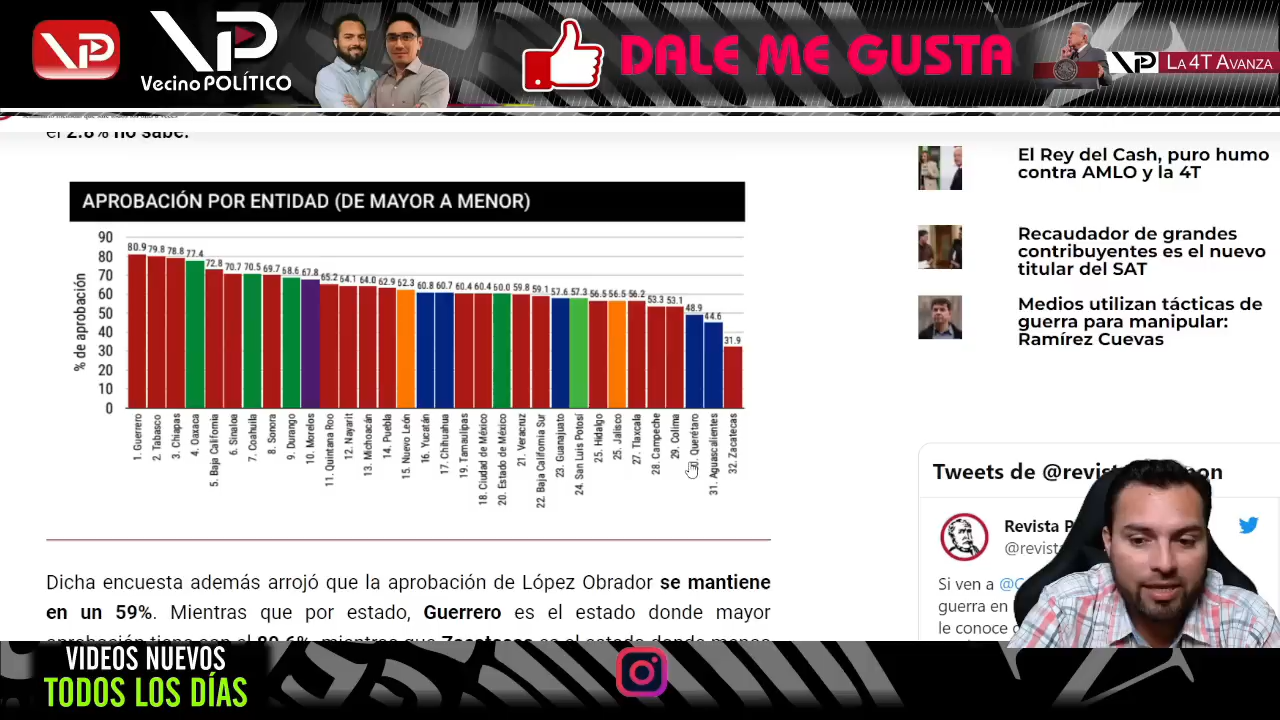 VP
VP
Vecino POLÍTICO
DALE ME GUSTA
VP LA 4T AVANZA
el 2.8% no sabe.
APROBACIÓN POR ENTIDAD (DE MAYOR A MENOR)
% de aprobación
90
80
70
60
50
40
30
20
10
0
80.9 79.8 78.8 77.4 72.8 70.7 70.5 69.7 68.6 67.8 65.2 64.1 64.0 62.9 62.3 60.8 60.7 60.4 60.4 60.0 59.8 59.1 57.6 57.3 56.5 56.5 56.2 53.3 53.1 48.9 44.6 31.9
1. Guerrero
2. Tabasco
3. Chiapas
4. Oaxaca
5. Baja California
6. Sinaloa
7. Coahuila
8. Sonora
9. Durango
10. Morelos
11. Quintana Roo
12. Nayarit
13. Michoacán
14. Puebla
15. Nuevo León
16. Yucatán
17. Chihuahua
19. Tamaulipas
18. Ciudad de México
20. Estado de México
21. Veracruz
22. Baja California Sur
23. Guanajuato
24. San Luis Potosí
25. Hidalgo
25. Jalisco
27. Tlaxcala
28. Campeche
29. Colima
30. Querétaro
31. Aguascalientes
32. Zacatecas
Dicha encuesta además arrojó que la aprobación de López Obrador se mantiene
en un 59%. Mientras que por estado, Guerrero es el estado donde mayor
El Rey del Cash, puro humo
contra AMLO y la 4T
Recaudador de grandes
contribuyentes es el nuevo
titular del SAT
Medios utilizan tácticas de
guerra para manipular:
Ramírez Cuevas
Tweets de @revis
Revista P
@revist
Si ven a @
guerra en
le conoce
VIDEOS NUEVOS
TODOS LOS DÍAS